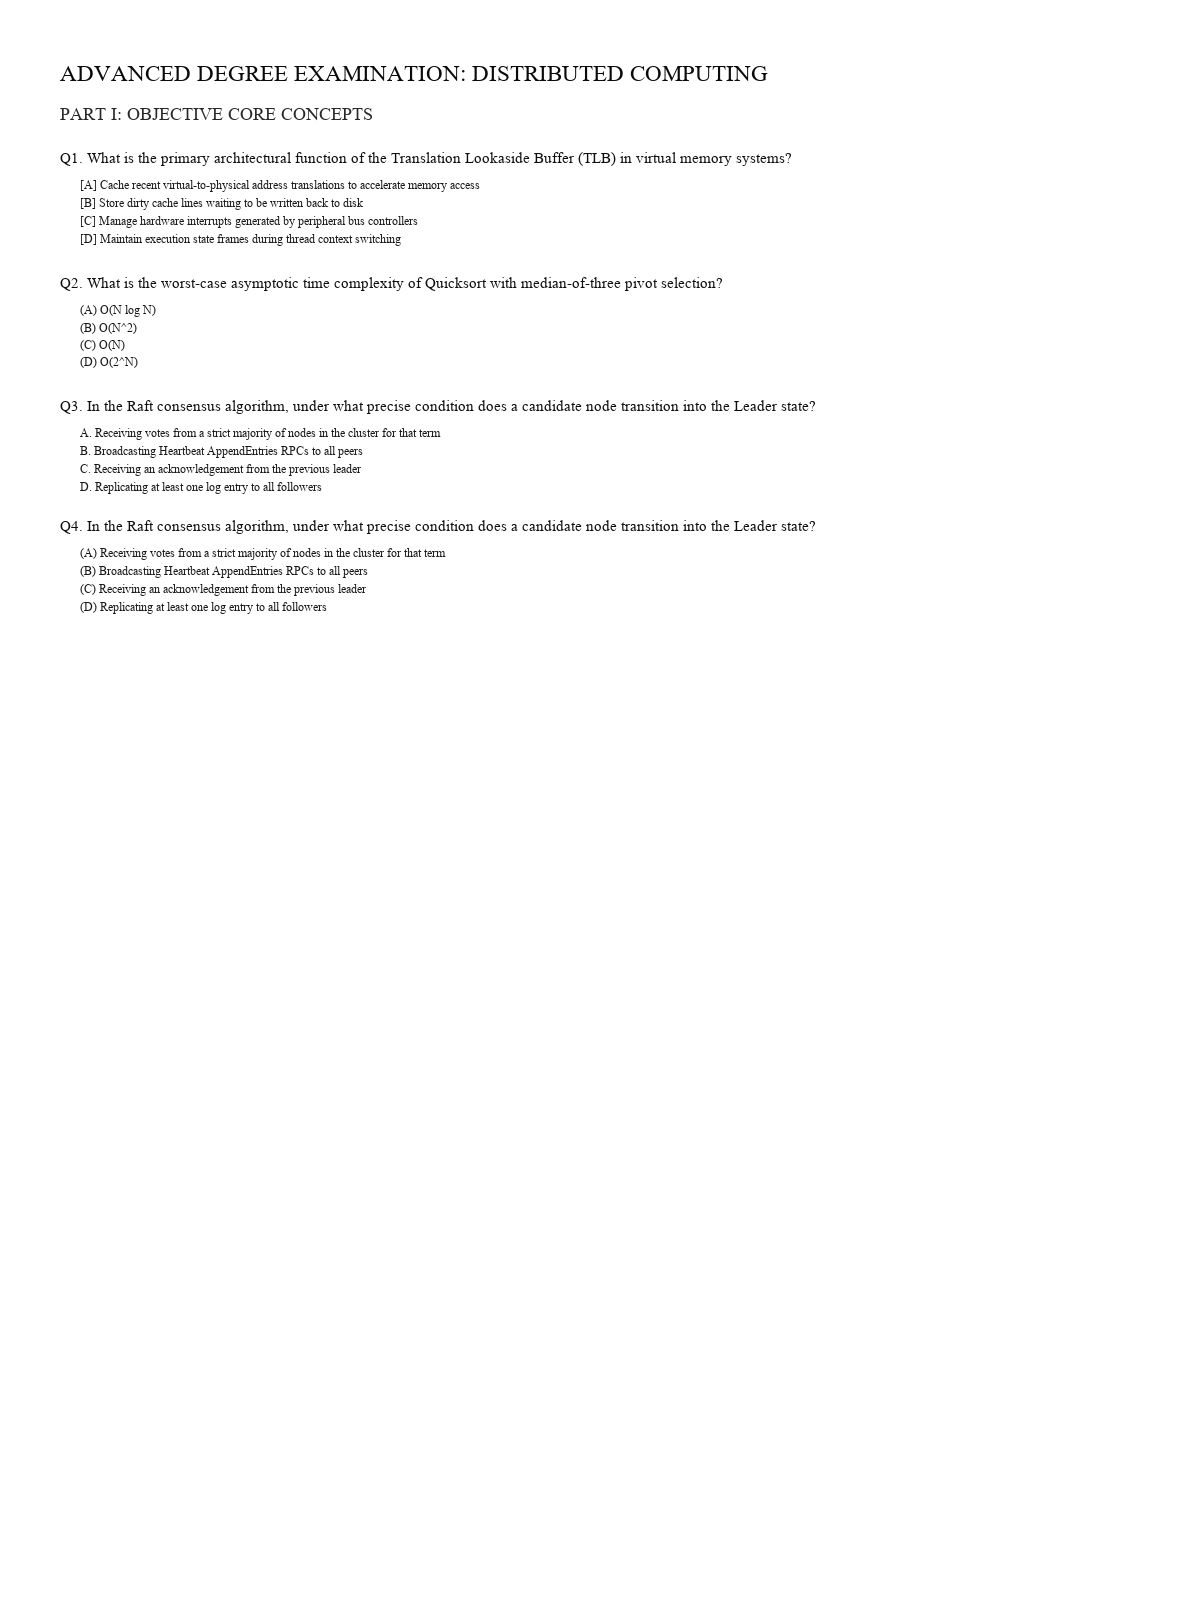 ADVANCED DEGREE EXAMINATION: DISTRIBUTED COMPUTING
PART I: OBJECTIVE CORE CONCEPTS
Q1. What is the primary architectural function of the Translation Lookaside Buffer (TLB) in virtual memory systems?
[A] Cache recent virtual-to-physical address translations to accelerate memory access
[B] Store dirty cache lines waiting to be written back to disk
[C] Manage hardware interrupts generated by peripheral bus controllers
[D] Maintain execution state frames during thread context switching
Q2. What is the worst-case asymptotic time complexity of Quicksort with median-of-three pivot selection?
(A) O(N log N)
(B) O(N^2)
(C) O(N)
(D) O(2^N)
Q3. In the Raft consensus algorithm, under what precise condition does a candidate node transition into the Leader state?
A. Receiving votes from a strict majority of nodes in the cluster for that term
B. Broadcasting Heartbeat AppendEntries RPCs to all peers
C. Receiving an acknowledgement from the previous leader
D. Replicating at least one log entry to all followers
Q4. In the Raft consensus algorithm, under what precise condition does a candidate node transition into the Leader state?
(A) Receiving votes from a strict majority of nodes in the cluster for that term
(B) Broadcasting Heartbeat AppendEntries RPCs to all peers
(C) Receiving an acknowledgement from the previous leader
(D) Replicating at least one log entry to all followers